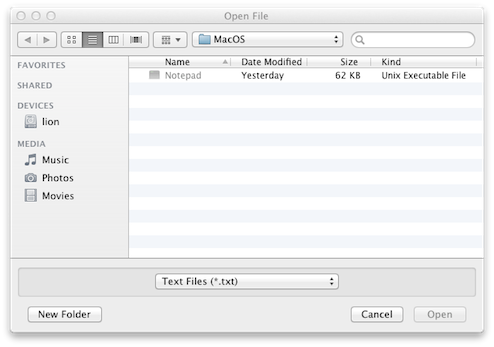 Open File
MacOS
FAVORITES
SHARED
DEVICES
lion
MEDIA
Music
Photos
Movies
Name Date Modified Size Kind
Notepad Yesterday 62 KB Unix Executable File
Text Files (*.txt)
New Folder Cancel Open